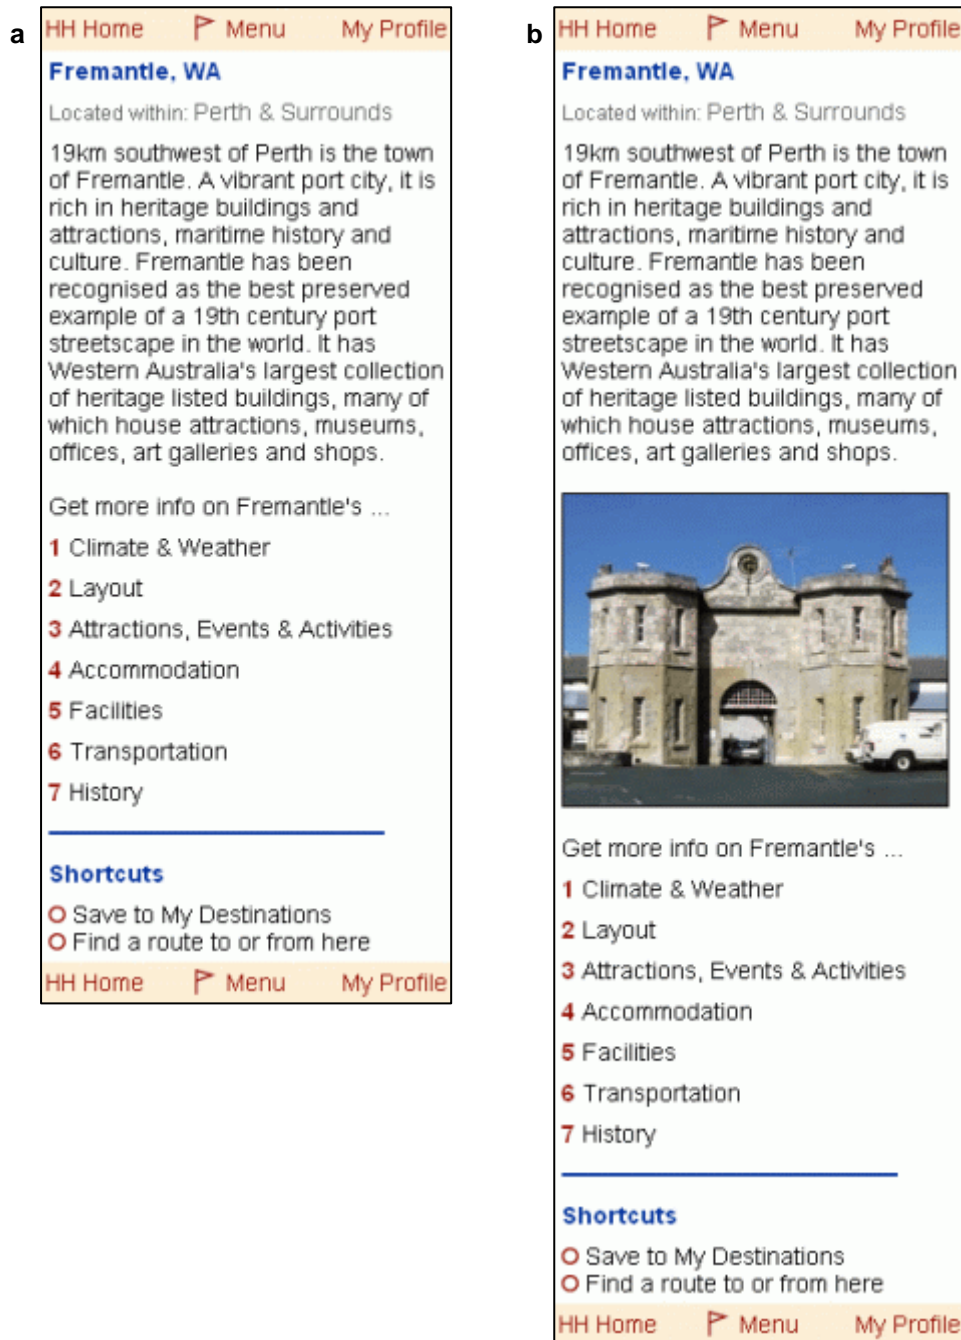 a
HH Home Menu My Profile
Fremantle, WA
Located within: Perth & Surrounds
19km southwest of Perth is the town
of Fremantle. A vibrant port city, it is
rich in heritage buildings and
attractions, maritime history and
culture. Fremantle has been
recognised as the best preserved
example of a 19th century port
streetscape in the world. It has
Western Australia's largest collection
of heritage listed buildings, many of
which house attractions, museums,
offices, art galleries and shops.
Get more info on Fremantle's ...
1 Climate & Weather
2 Layout
3 Attractions, Events & Activities
4 Accommodation
5 Facilities
6 Transportation
7 History
Shortcuts
Save to My Destinations
Find a route to or from here
HH Home Menu My Profile
b
HH Home Menu My Profile
Fremantle, WA
Located within: Perth & Surrounds
19km southwest of Perth is the town
of Fremantle. A vibrant port city, it is
rich in heritage buildings and
attractions, maritime history and
culture. Fremantle has been
recognised as the best preserved
example of a 19th century port
streetscape in the world. It has
Western Australia's largest collection
of heritage listed buildings, many of
which house attractions, museums,
offices, art galleries and shops.
Get more info on Fremantle's ...
1 Climate & Weather
2 Layout
3 Attractions, Events & Activities
4 Accommodation
5 Facilities
6 Transportation
7 History
Shortcuts
Save to My Destinations
Find a route to or from here
HH Home Menu My Profile